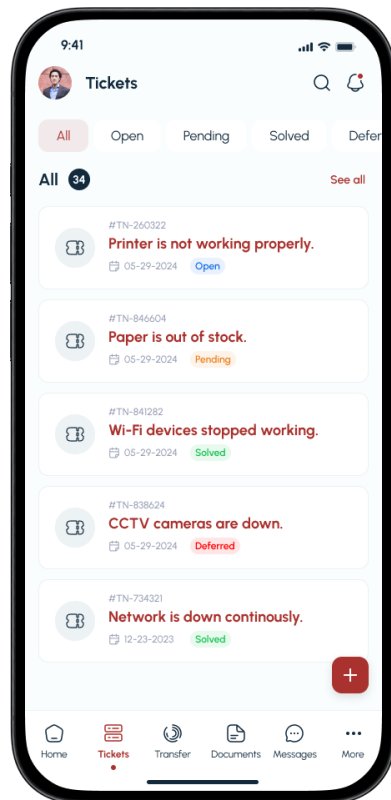 9:41
Tickets
All Open Pending Solved Defer
All 34 See all
#TN-260322
Printer is not working properly.
05-29-2024 Open
#TN-846604
Paper is out of stock.
05-29-2024 Pending
#TN-841282
Wi-Fi devices stopped working.
05-29-2024 Solved
#TN-838624
CCTV cameras are down.
05-29-2024 Deferred
#TN-734321
Network is down continously.
12-23-2023 Solved
Home Tickets Transfer Documents Messages More